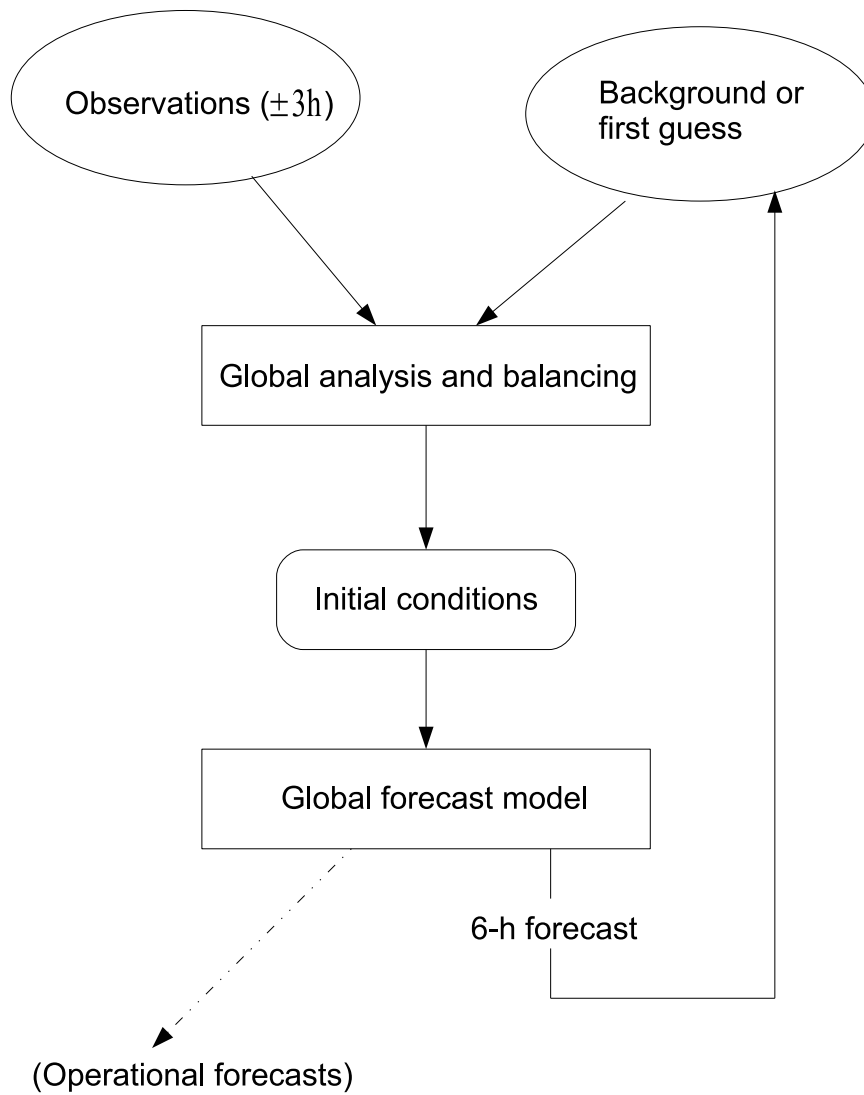 Observations (±3h)
Background or
first guess
Global analysis and balancing
Initial conditions
Global forecast model
6-h forecast
(Operational forecasts)